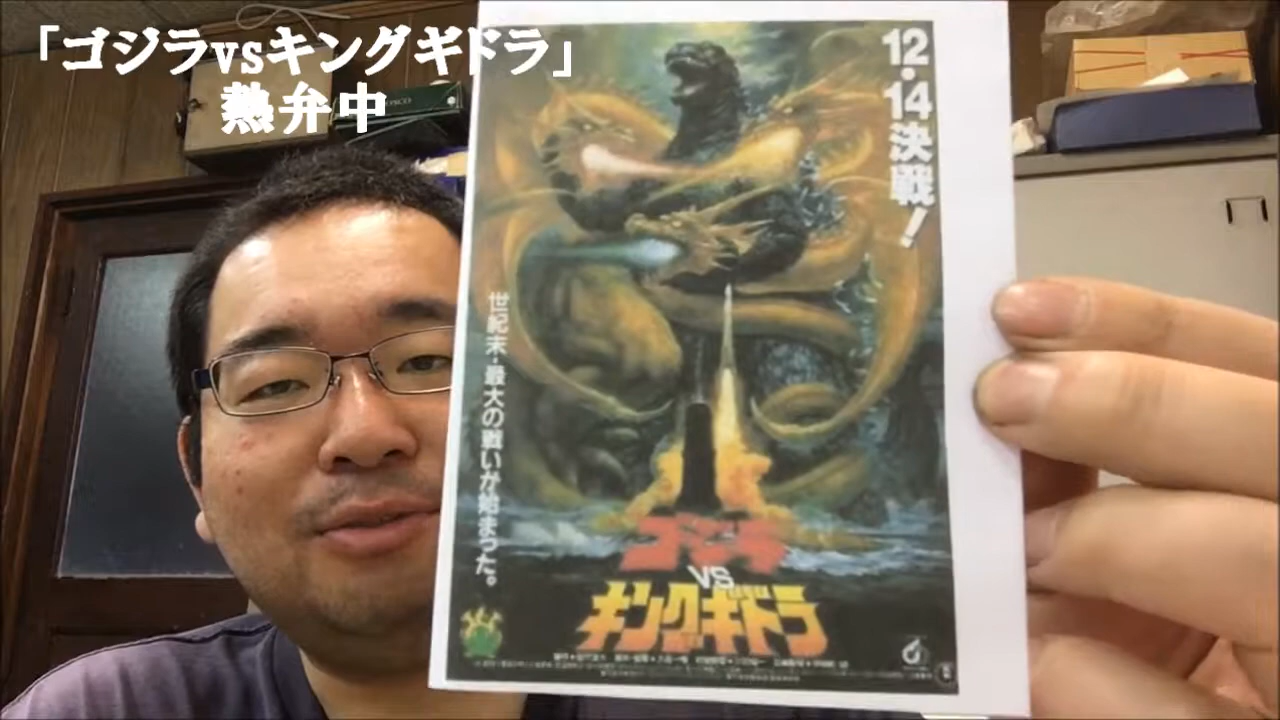 「ゴジラvsキングギドラ」
熱弁中
12・14決戦！
世紀末・最大の戦いが始まった。
ゴジラ
VS
キングギドラ